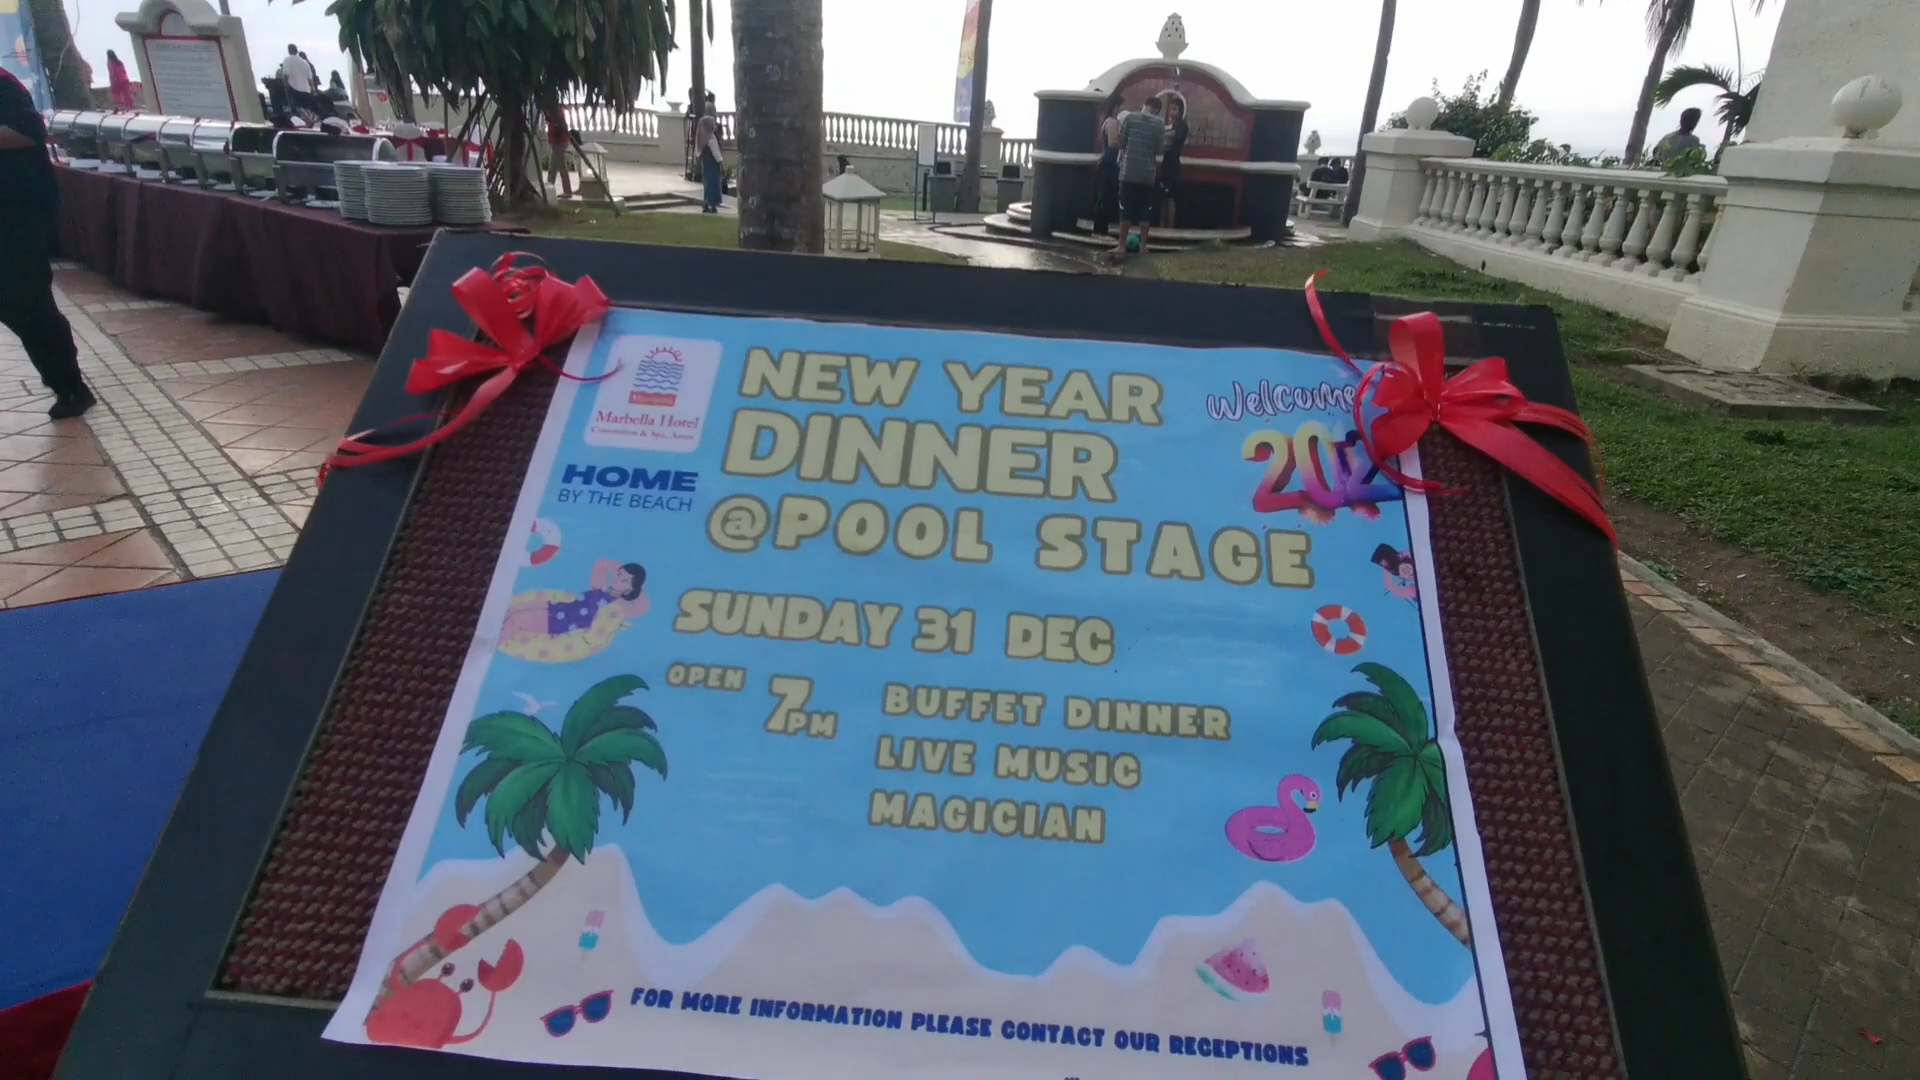 Marbella Hotel
Convention & Spa, Anyer
HOME
BY THE BEACH
NEW YEAR
DINNER
@POOL STAGE
Welcome
202
SUNDAY 31 DEC
OPEN 7PM
BUFFET DINNER
LIVE MUSIC
MAGICIAN
FOR MORE INFORMATION PLEASE CONTACT OUR RECEPTIONS